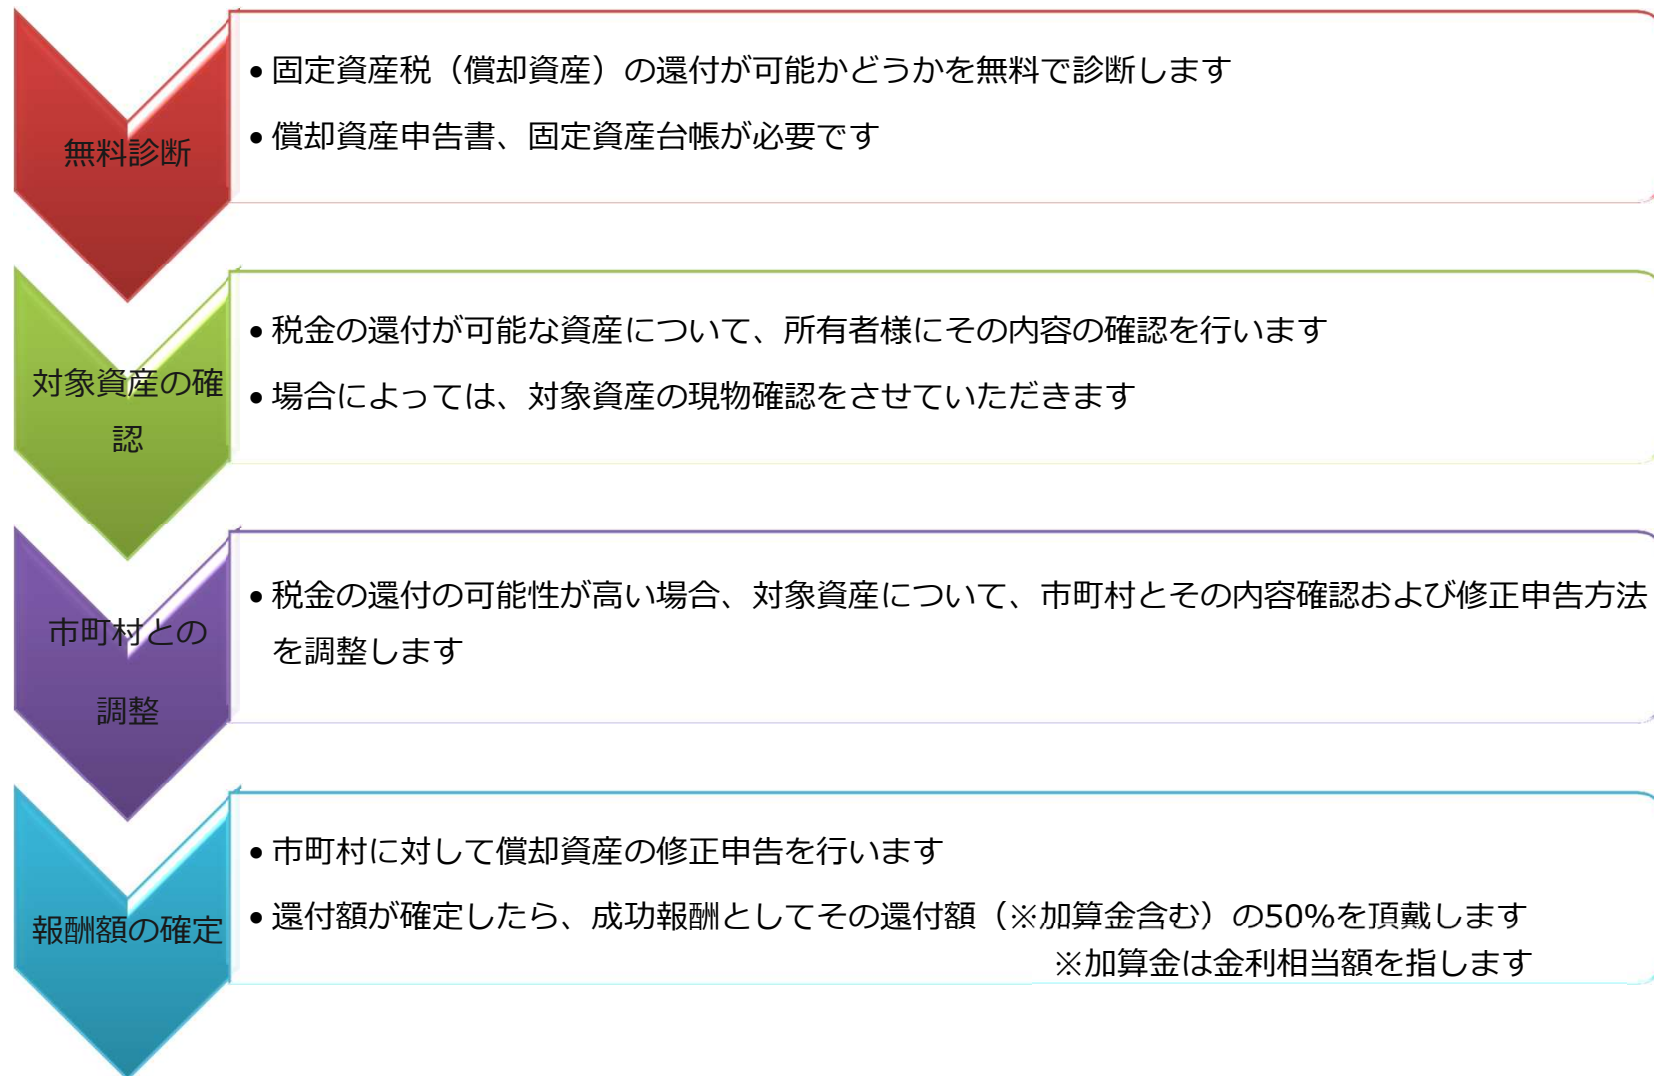 無料診断
• 固定資産税（償却資産）の還付が可能かどうかを無料で診断します
• 償却資産申告書、固定資産台帳が必要です
対象資産の確
認
• 税金の還付が可能な資産について、所有者様にその内容の確認を行います
• 場合によっては、対象資産の現物確認をさせていただきます
市町村との
調整
• 税金の還付の可能性が高い場合、対象資産について、市町村とその内容確認および修正申告方法
を調整します
報酬額の確定
• 市町村に対して償却資産の修正申告を行います
• 還付額が確定したら、成功報酬としてその還付額（※加算金含む）の50%を頂戴します
※加算金は金利相当額を指します